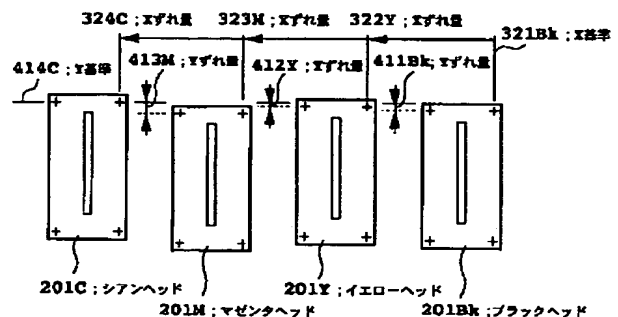 324C;Xずれ量 323M;Xずれ量 322Y;Xずれ量
321Bk;X基準
414C;Y基準 413M;Yずれ量 412Y;Yずれ量 411Bk;Yずれ量
201C;シアンヘッド 201Y;イエローヘッド
201M;マゼンタヘッド 201Bk;ブラックヘッド